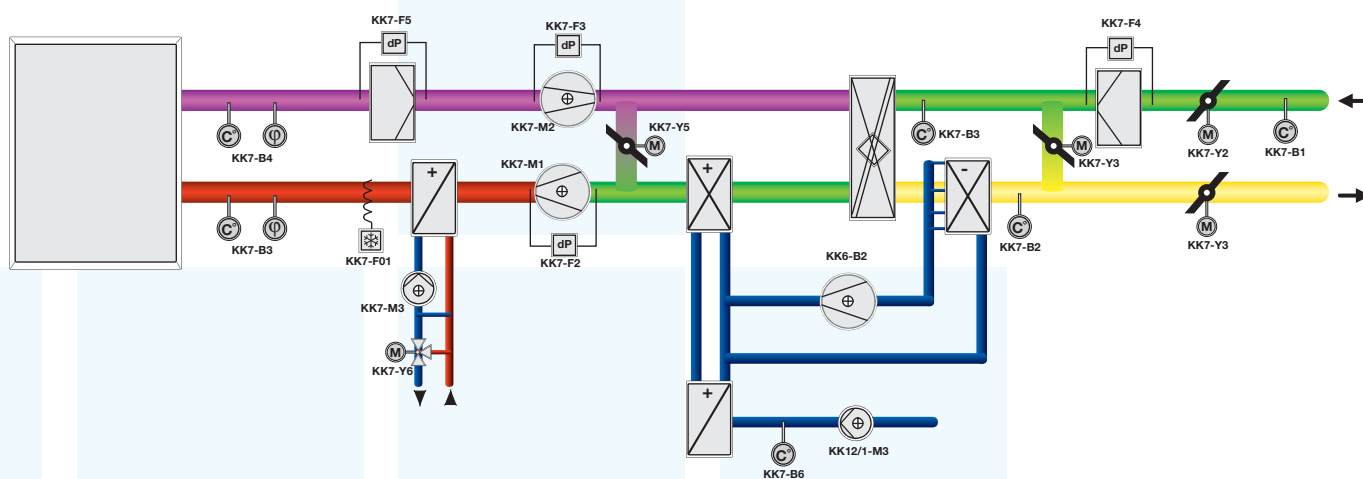 KK7-F5
KK7-F3
KK7-F4
dP
dP
dP
KK7-M2
KK7-Y5
M
C°
φ
KK7-B4
C°
KK7-B3
M
KK7-Y3
M
KK7-Y2
C°
KK7-B1
KK7-M1
+
+
-
C°
φ
KK7-B3
KK7-F01
dP
KK7-F2
C°
KK7-B2
M
KK7-Y3
KK6-B2
KK7-M3
M
KK7-Y6
+
C°
KK7-B6
KK12/1-M3